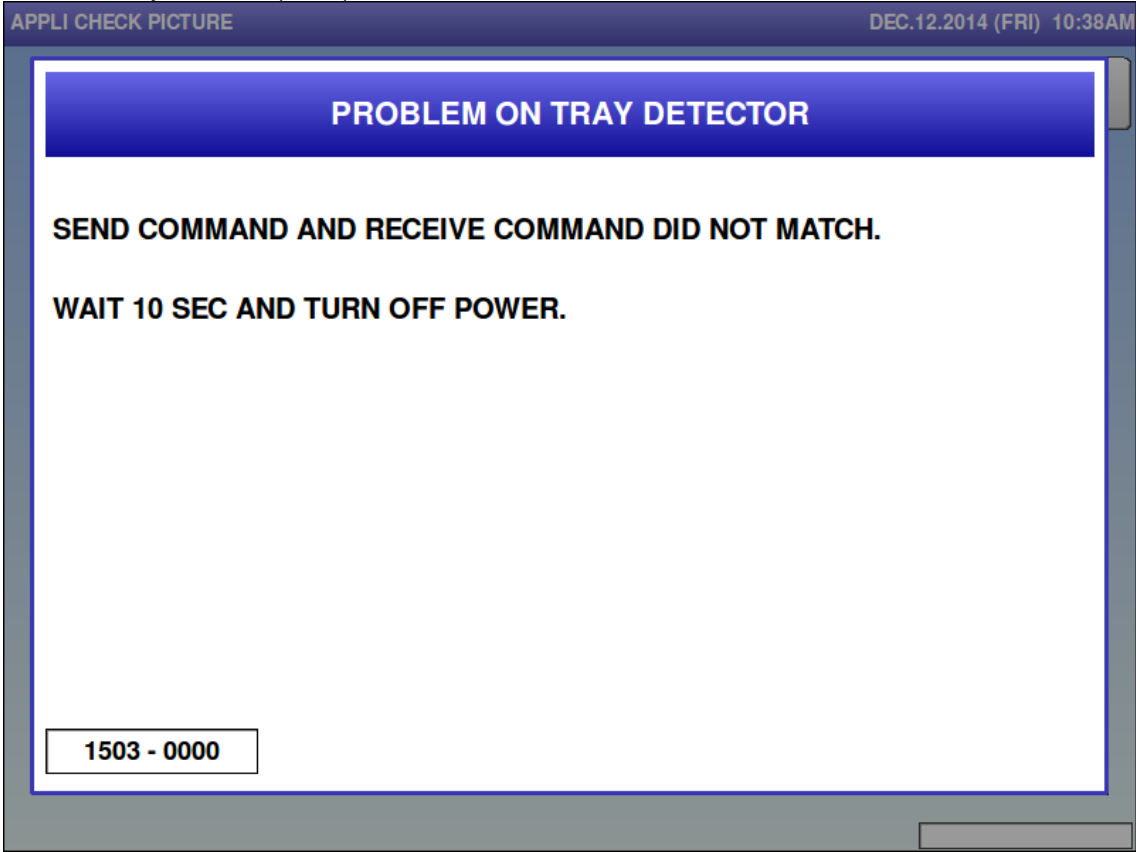 APPLI CHECK PICTURE DEC.12.2014 (FRI) 10:38AM
PROBLEM ON TRAY DETECTOR
SEND COMMAND AND RECEIVE COMMAND DID NOT MATCH.
WAIT 10 SEC AND TURN OFF POWER.
1503 - 0000